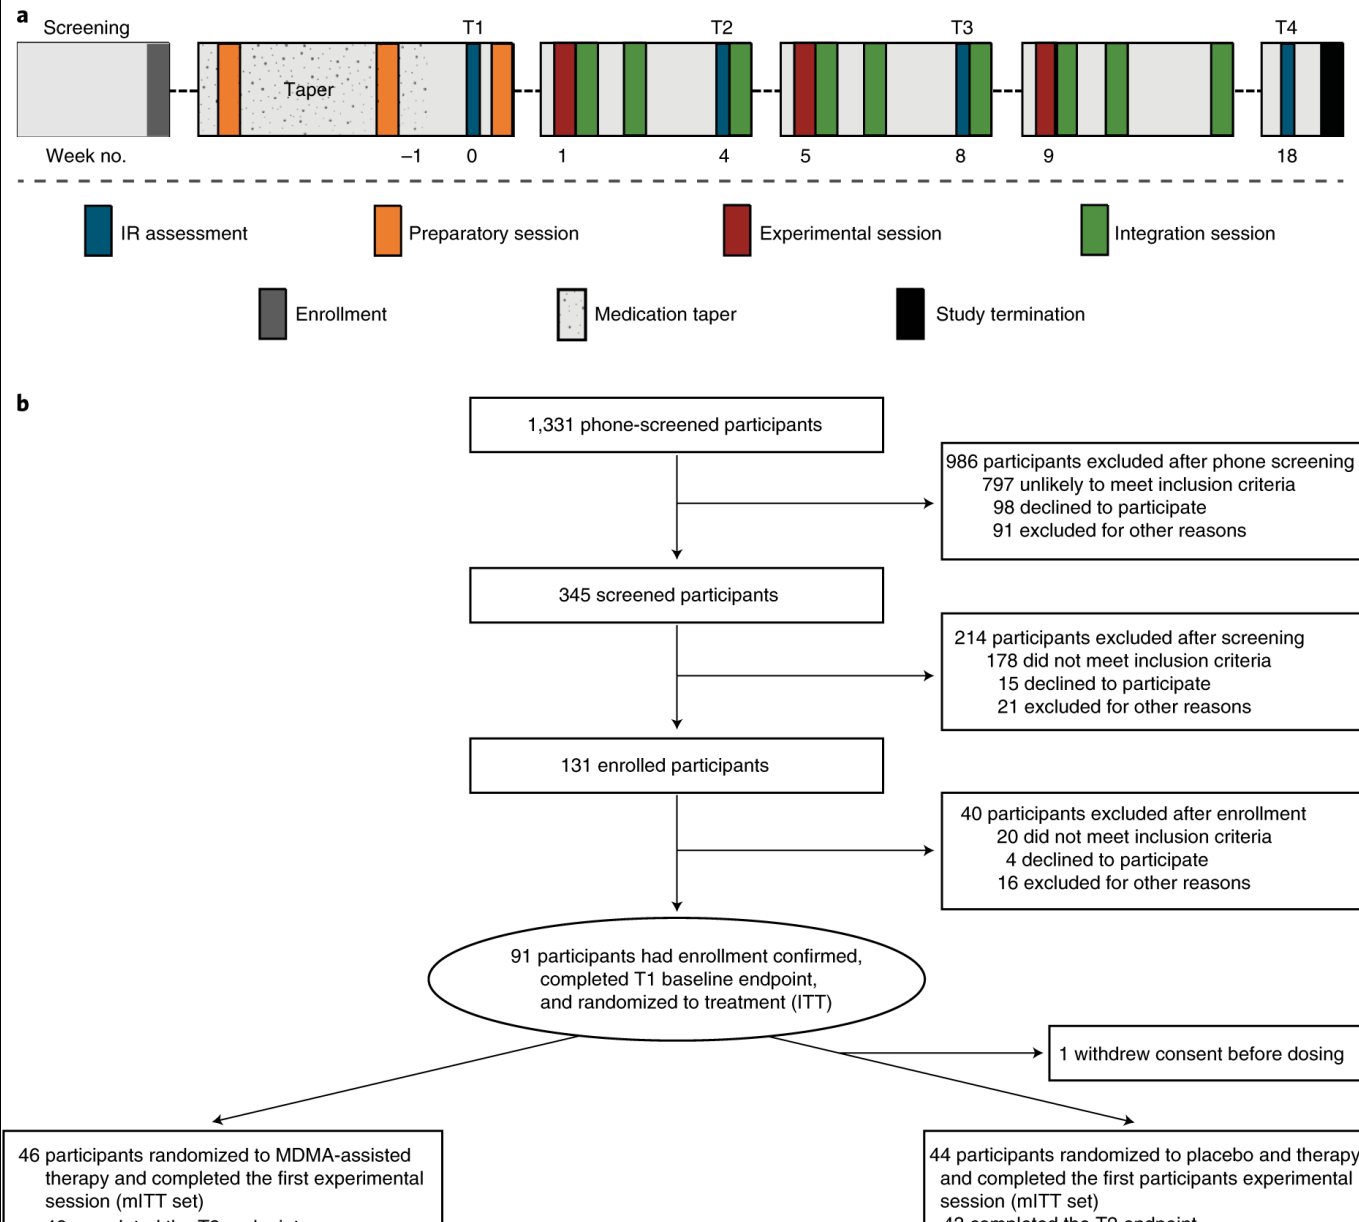 a
Screening
T1
T2
T3
T4
Taper
Week no.
–1
0
1
4
5
8
9
18
IR assessment
Preparatory session
Experimental session
Integration session
Enrollment
Medication taper
Study termination
b
1,331 phone-screened participants
986 participants excluded after phone screening
797 unlikely to meet inclusion criteria
98 declined to participate
91 excluded for other reasons
345 screened participants
214 participants excluded after screening
178 did not meet inclusion criteria
15 declined to participate
21 excluded for other reasons
131 enrolled participants
40 participants excluded after enrollment
20 did not meet inclusion criteria
4 declined to participate
16 excluded for other reasons
91 participants had enrollment confirmed,
completed T1 baseline endpoint,
and randomized to treatment (ITT)
1 withdrew consent before dosing
46 participants randomized to MDMA-assisted
therapy and completed the first experimental
session (mITT set)
44 participants randomized to placebo and therapy
and completed the first participants experimental
session (mITT set)